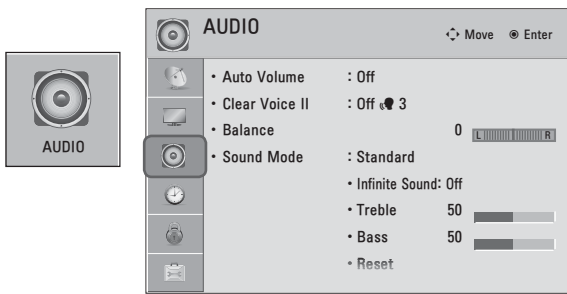 AUDIO
AUDIO
Move Enter
• Auto Volume : Off
• Clear Voice II : Off 3
• Balance 0 L R
• Sound Mode : Standard
• Infinite Sound: Off
• Treble 50
• Bass 50
• Reset